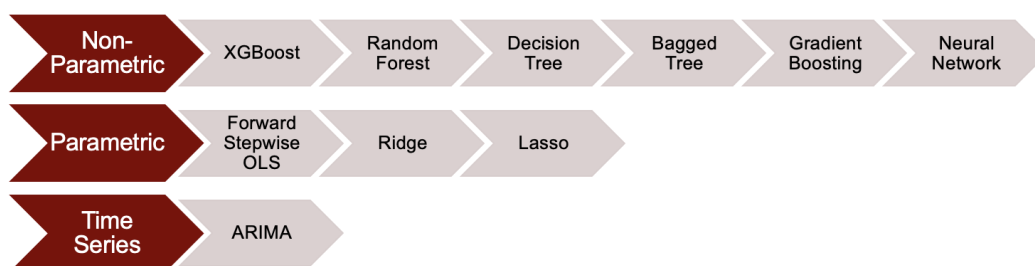 Non-
Parametric
XGBoost
Random
Forest
Decision
Tree
Bagged
Tree
Gradient
Boosting
Neural
Network
Parametric
Forward
Stepwise
OLS
Ridge
Lasso
Time
Series
ARIMA